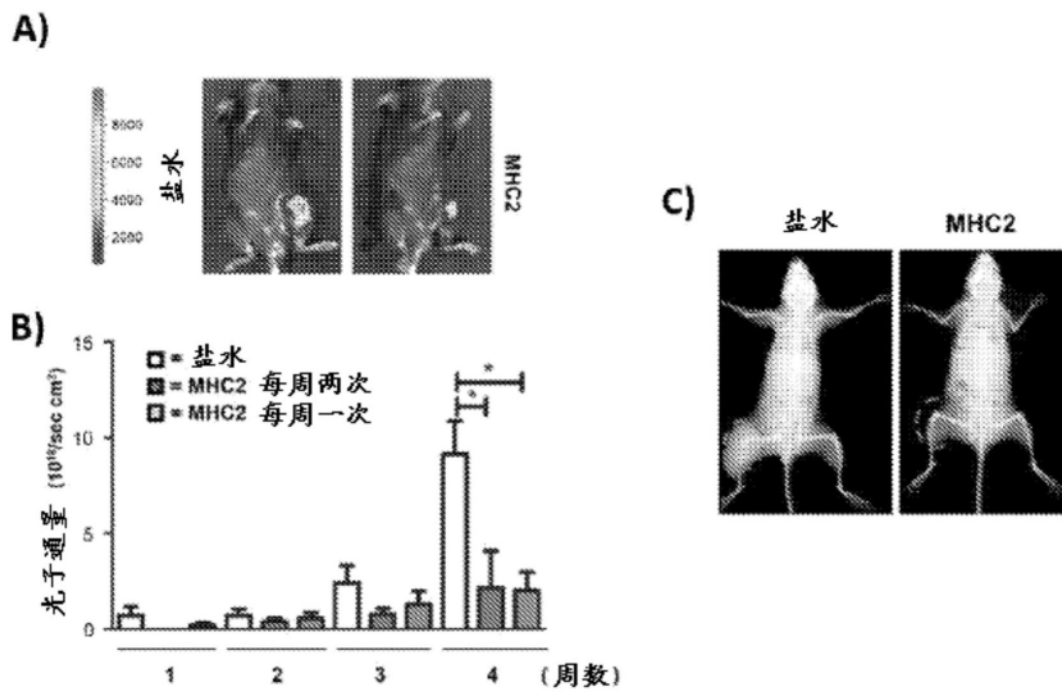 A)
8000
6000
4000
2000
盐水
MHC2
B)
15
10
5
0
光子通量 (10¹⁰/sec cm²)
= 盐水
= MHC2 每周两次
= MHC2 每周一次
*
*
1 2 3 4 (周数)
C)
盐水 MHC2